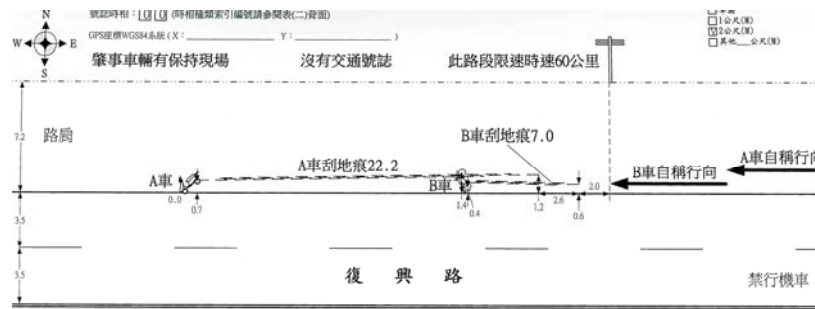 N
號誌時相：[0][0] (時相種類索引編號請參閱表(二)背面)
W E
GPS座標WGS84系統 ( X： Y： )
S
1公尺(M)
2公尺(M)
其他__公尺(M)
肇事車輛有保持現場 沒有交通號誌 此路段限速時速60公里
7.2
路肩
B車刮地痕7.0
A車刮地痕22.2
A車
B車
A車自稱行向
B車自稱行向
0.0
0.7
1.4
0.4
1.2
2.6
0.6
2.0
3.5
3.5
復興路
禁行機車